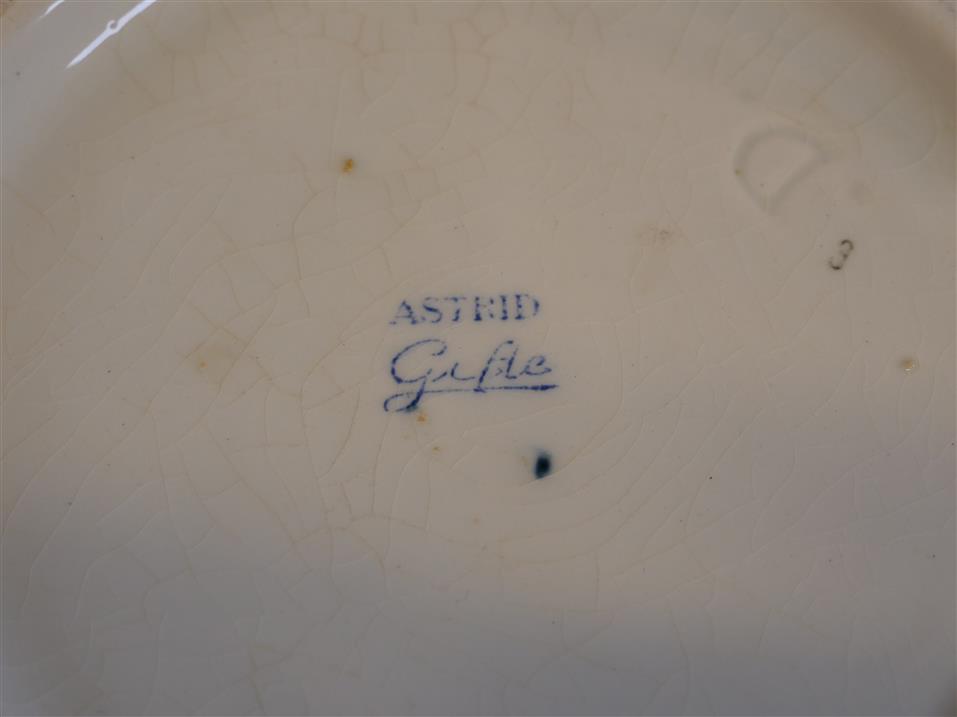 D
3
ASTRID
Gefle